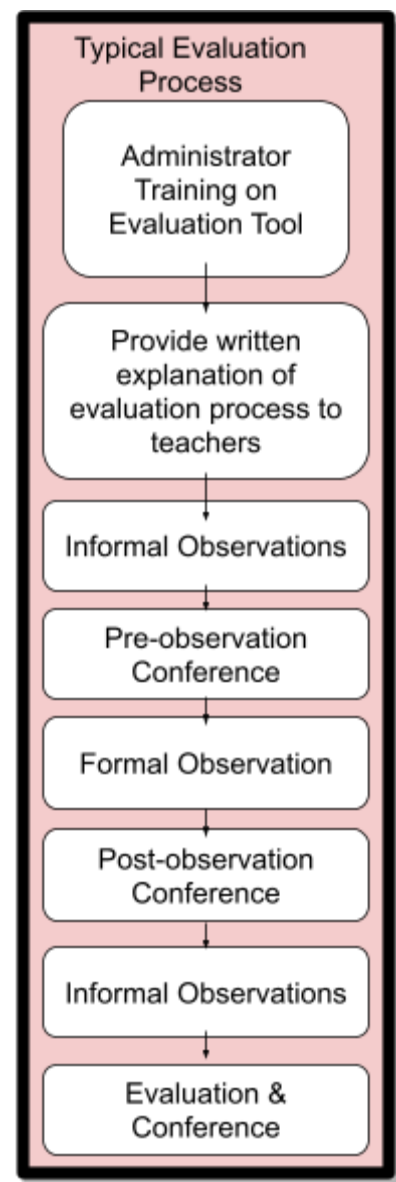 Typical Evaluation
Process
Administrator
Training on
Evaluation Tool
Provide written
explanation of
evaluation process to
teachers
Informal Observations
Pre-observation
Conference
Formal Observation
Post-observation
Conference
Informal Observations
Evaluation &
Conference